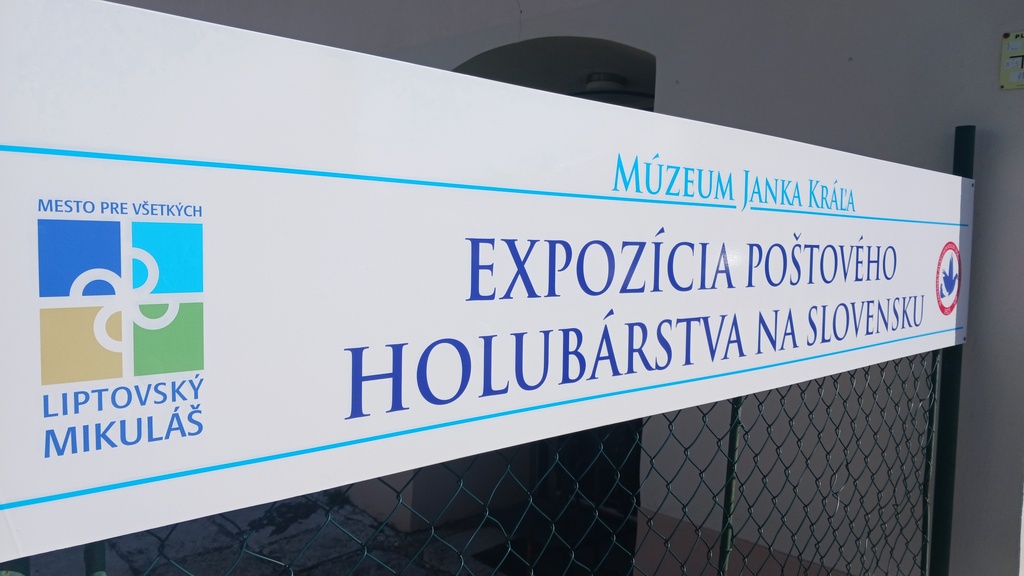 MÚZEUM JANKA KRÁĽA
MESTO PRE VŠETKÝCH
EXPOZÍCIA POŠTOVÉHO
HOLUBÁRSTVA NA SLOVENSKU
LIPTOVSKÝ
MIKULÁŠ